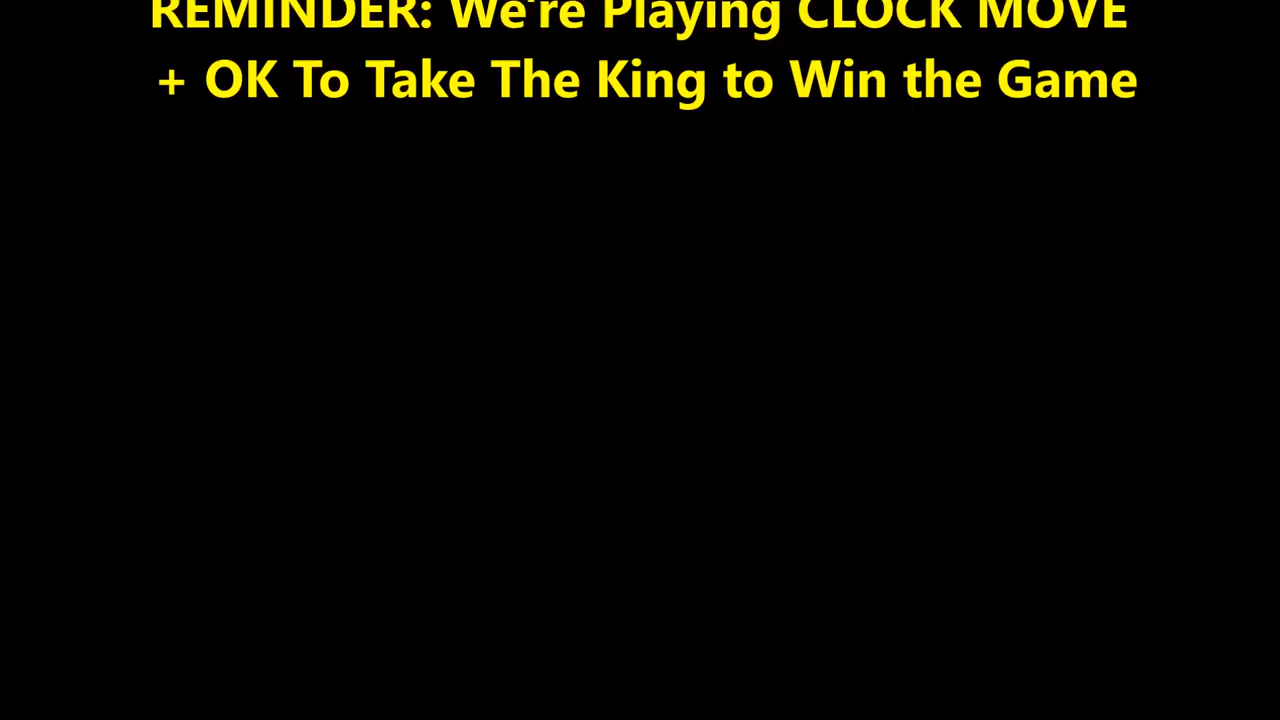 REMINDER: We're Playing CLOCK MOVE
+ OK To Take The King to Win the Game